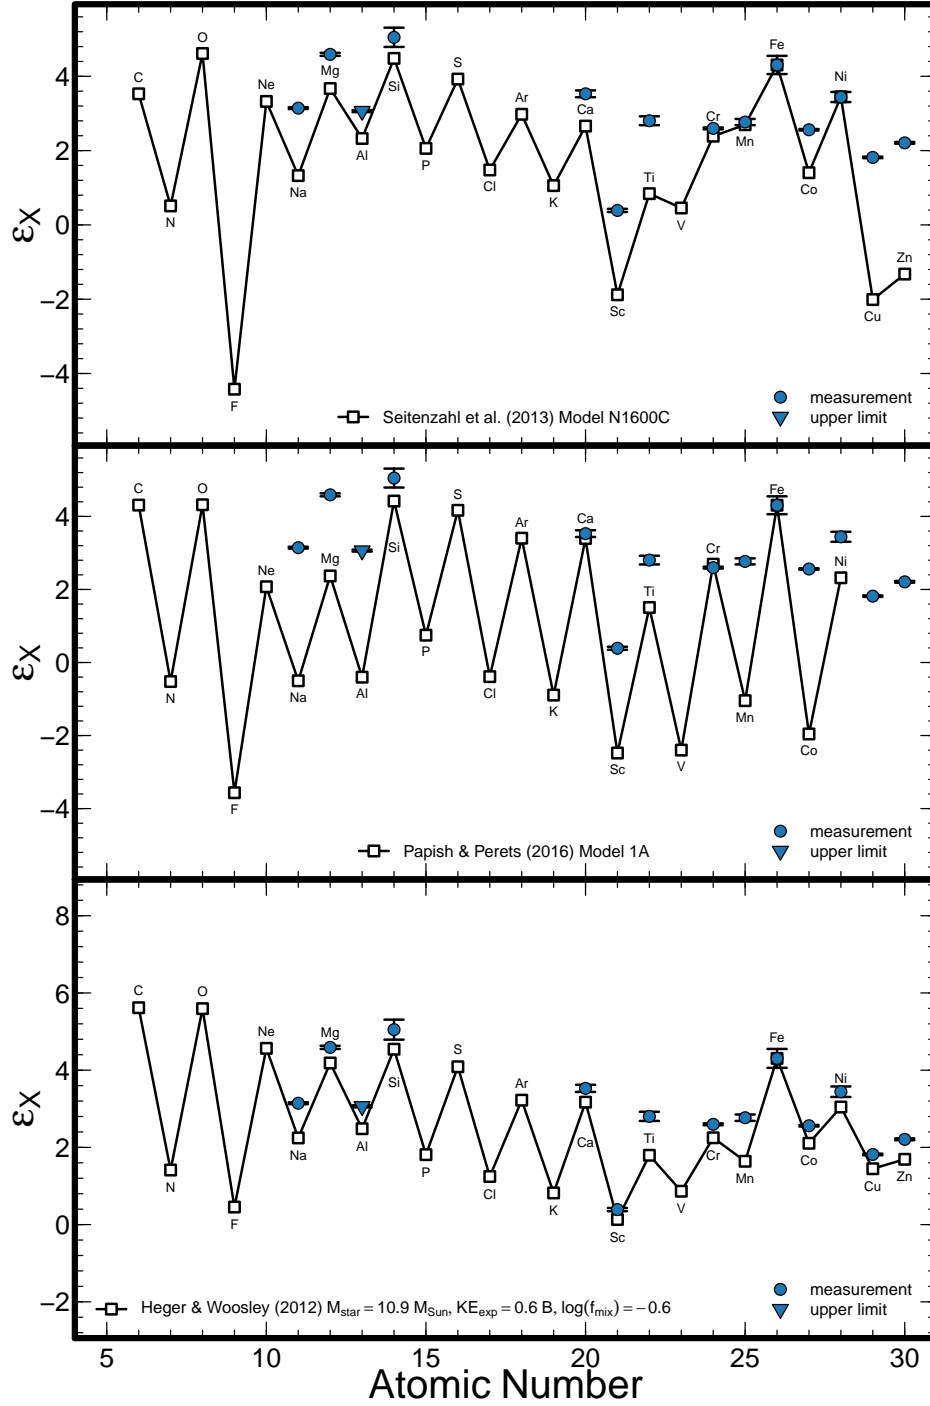 O
C
Ne
Mg
Si
S
Ar
Ca
Cr
Mn
Fe
Ni
Na
Al
P
Cl
K
Ti
V
Co
N
Sc
Cu
Zn
F
4
2
0
−2
−4
εX
measurement
Seitenzahl et al. (2013) Model N1600C
upper limit
C
O
S
Fe
Ca
Ar
Si
Cr
Mg
Ne
Ni
Ti
P
N
Na
Al
Cl
K
Mn
Sc
V
Co
F
4
2
0
−2
−4
εX
measurement
Papish & Perets (2016) Model 1A
upper limit
C
O
Ne
Mg
Fe
S
Si
Ar
Ni
Ca
Ti
Na
Al
Cr
Co
N
P
Cl
Mn
Zn
Cu
K
V
F
Sc
8
6
4
2
0
−2
εX
measurement
Heger & Woosley (2012) Mstar = 10.9 MSun, KEexp = 0.6 B, log(fmix) = −0.6
upper limit
5 10 15 20 25 30
Atomic Number